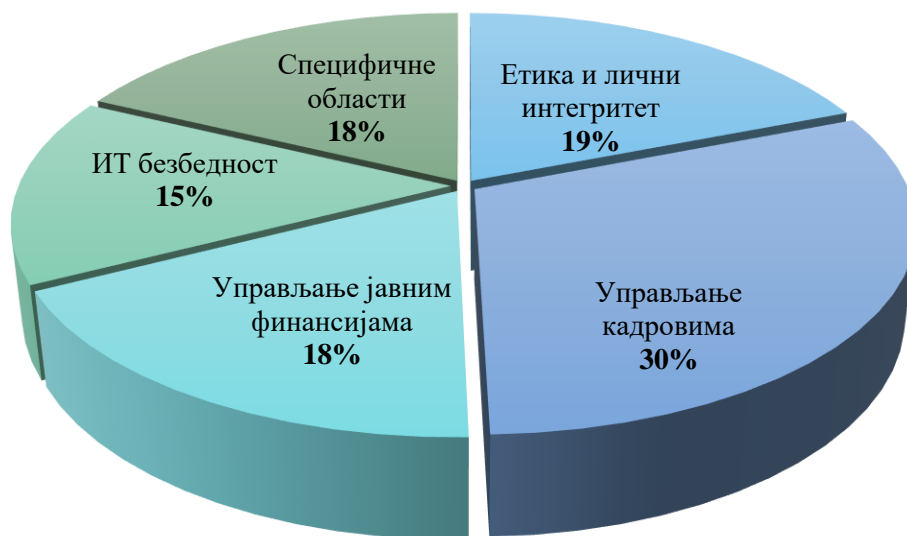 Специфичне
области
18%
Етика и лични
интегритет
19%
ИТ безбедност
15%
Управљање јавним
финансијама
18%
Управљање
кадровима
30%